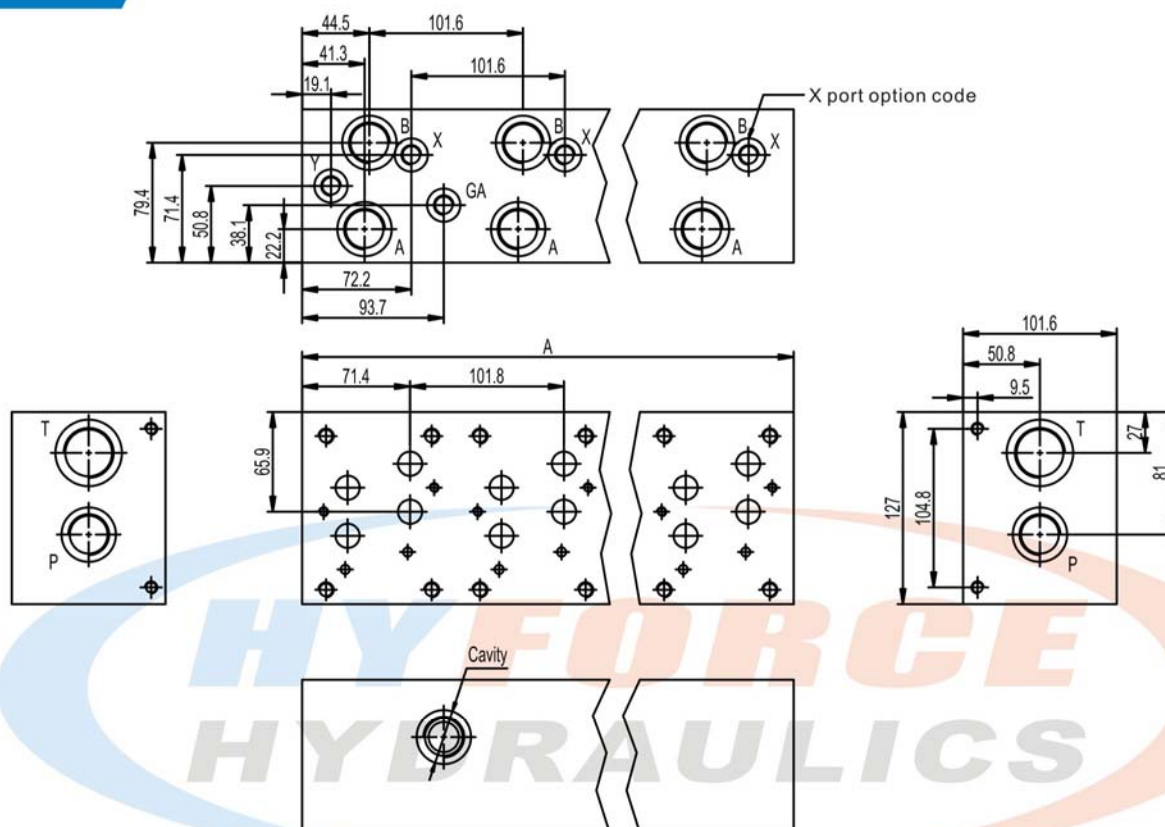 44.5
101.6
41.3
101.6
19.1
X port option code
B
X
B
X
B
X
Y
GA
A
A
A
79.4
71.4
50.8
38.1
22.2
72.2
93.7
A
71.4
101.8
65.9
T
P
101.6
50.8
9.5
T
P
27
81
127
104.8
Cavity
HYFORCE
HYDRAULICS